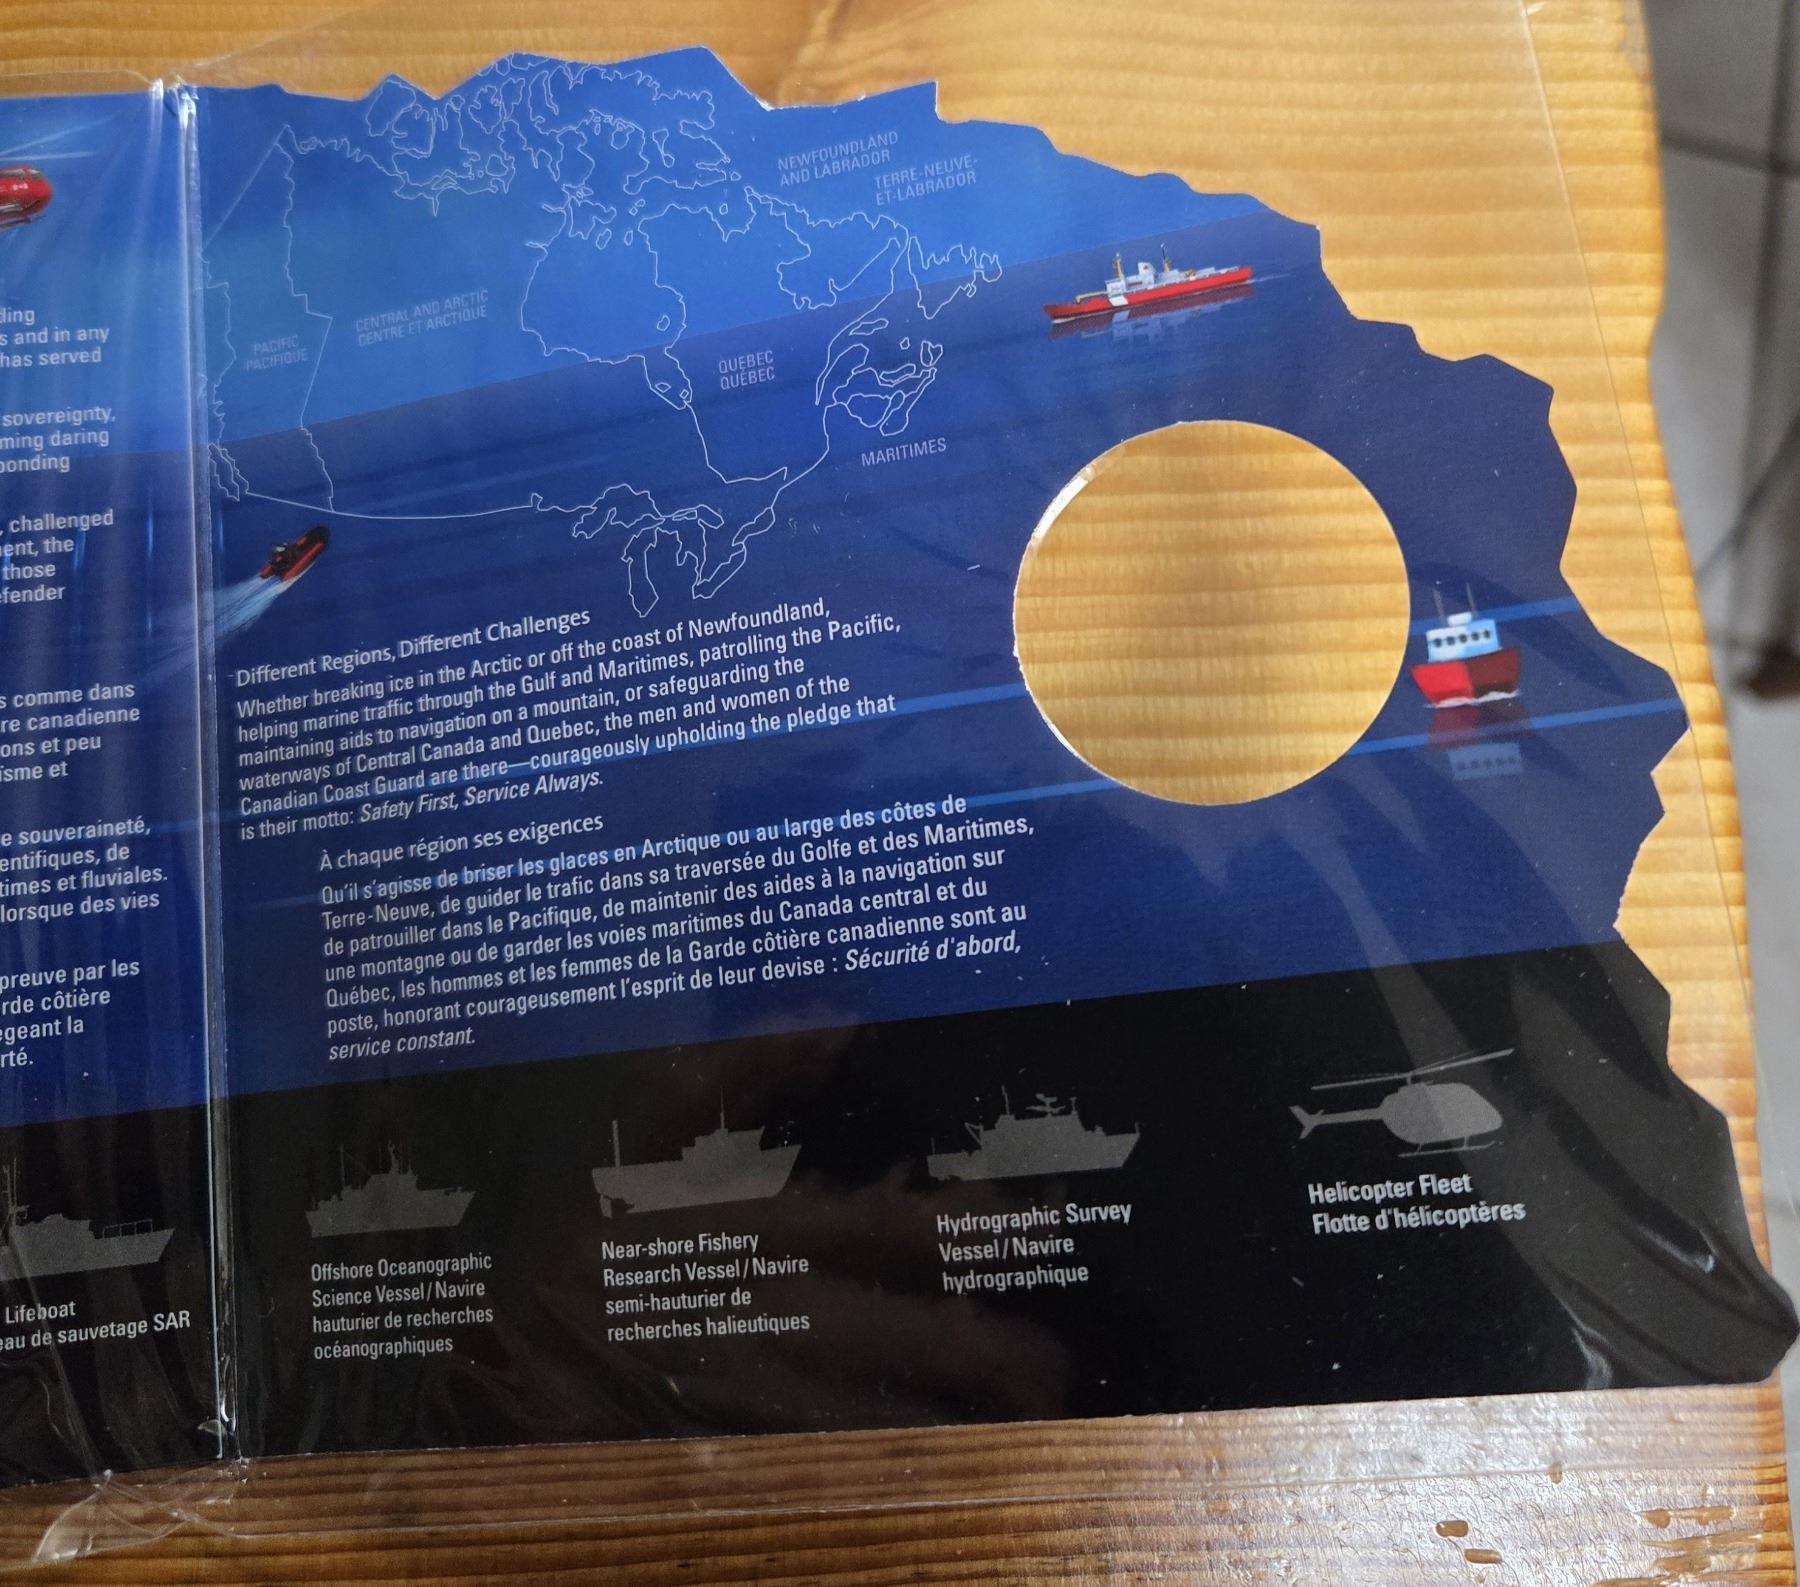 ding
s and in any
has served
sovereignty,
ming daring
ponding
, challenged
ent, the
those
efender
s comme dans
re canadienne
ons et peu
isme et
e souveraineté,
entifiques, de
times et fluviales.
lorsque des vies
preuve par les
rde côtière
égeant la
rté.
Lifeboat
eau de sauvetage SAR
NEWFOUNDLAND
AND LABRADOR
TERRE-NEUVE-
ET-LABRADOR
CENTRAL AND ARCTIC
CENTRE ET ARCTIQUE
PACIFIC
PACIFIQUE
QUEBEC
QUÉBEC
MARITIMES
Different Regions, Different Challenges
Whether breaking ice in the Arctic or off the coast of Newfoundland,
helping marine traffic through the Gulf and Maritimes, patrolling the Pacific,
maintaining aids to navigation on a mountain, or safeguarding the
waterways of Central Canada and Quebec, the men and women of the
Canadian Coast Guard are there—courageously upholding the pledge that
is their motto: Safety First, Service Always.
À chaque région ses exigences
Qu'il s'agisse de briser les glaces en Arctique ou au large des côtes de
Terre-Neuve, de guider le trafic dans sa traversée du Golfe et des Maritimes,
de patrouiller dans le Pacifique, de maintenir des aides à la navigation sur
une montagne ou de garder les voies maritimes du Canada central et du
Québec, les hommes et les femmes de la Garde côtière canadienne sont au
poste, honorant courageusement l'esprit de leur devise : Sécurité d'abord,
service constant.
Offshore Oceanographic
Science Vessel/Navire
hauturier de recherches
océanographiques
Near-shore Fishery
Research Vessel/Navire
semi-hauturier de
recherches halieutiques
Hydrographic Survey
Vessel/Navire
hydrographique
Helicopter Fleet
Flotte d'hélicoptères